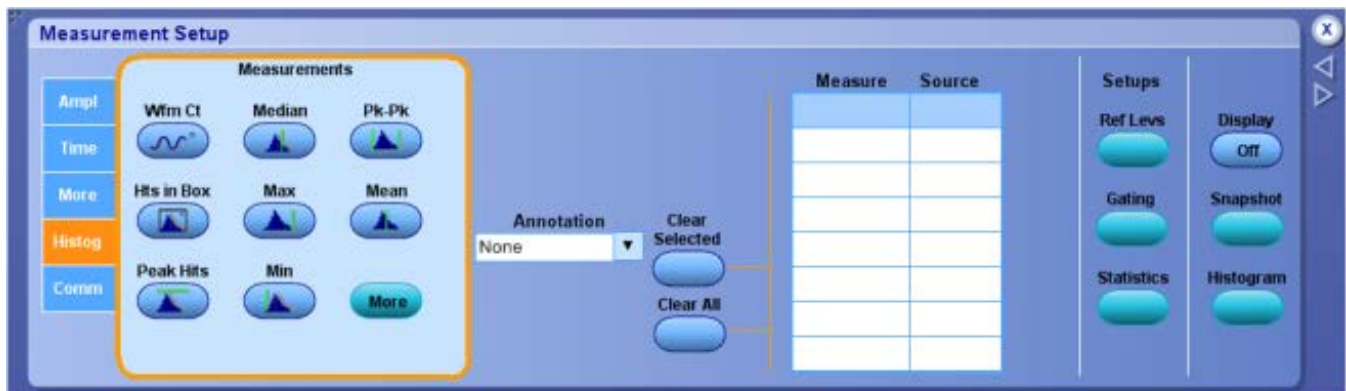 Measurement Setup
X
Ampl
Time
More
Histog
Comm
Measurements
Wfm Ct
Median
Pk-Pk
Hts in Box
Max
Mean
Peak Hits
Min
More
Annotation
None
Clear
Selected
Clear All
Measure
Source
Setups
Ref Levs
Gating
Statistics
Display
Off
Snapshot
Histogram